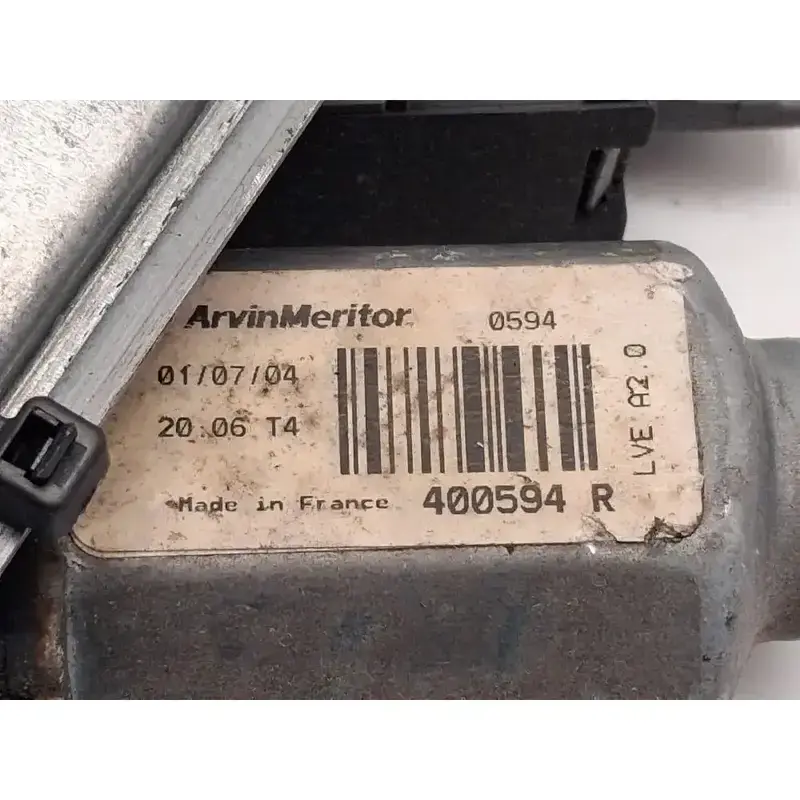 ArvinMeritor 0594
01/07/04
20.06 T4
Made in France 400594 R
LVE A2.0